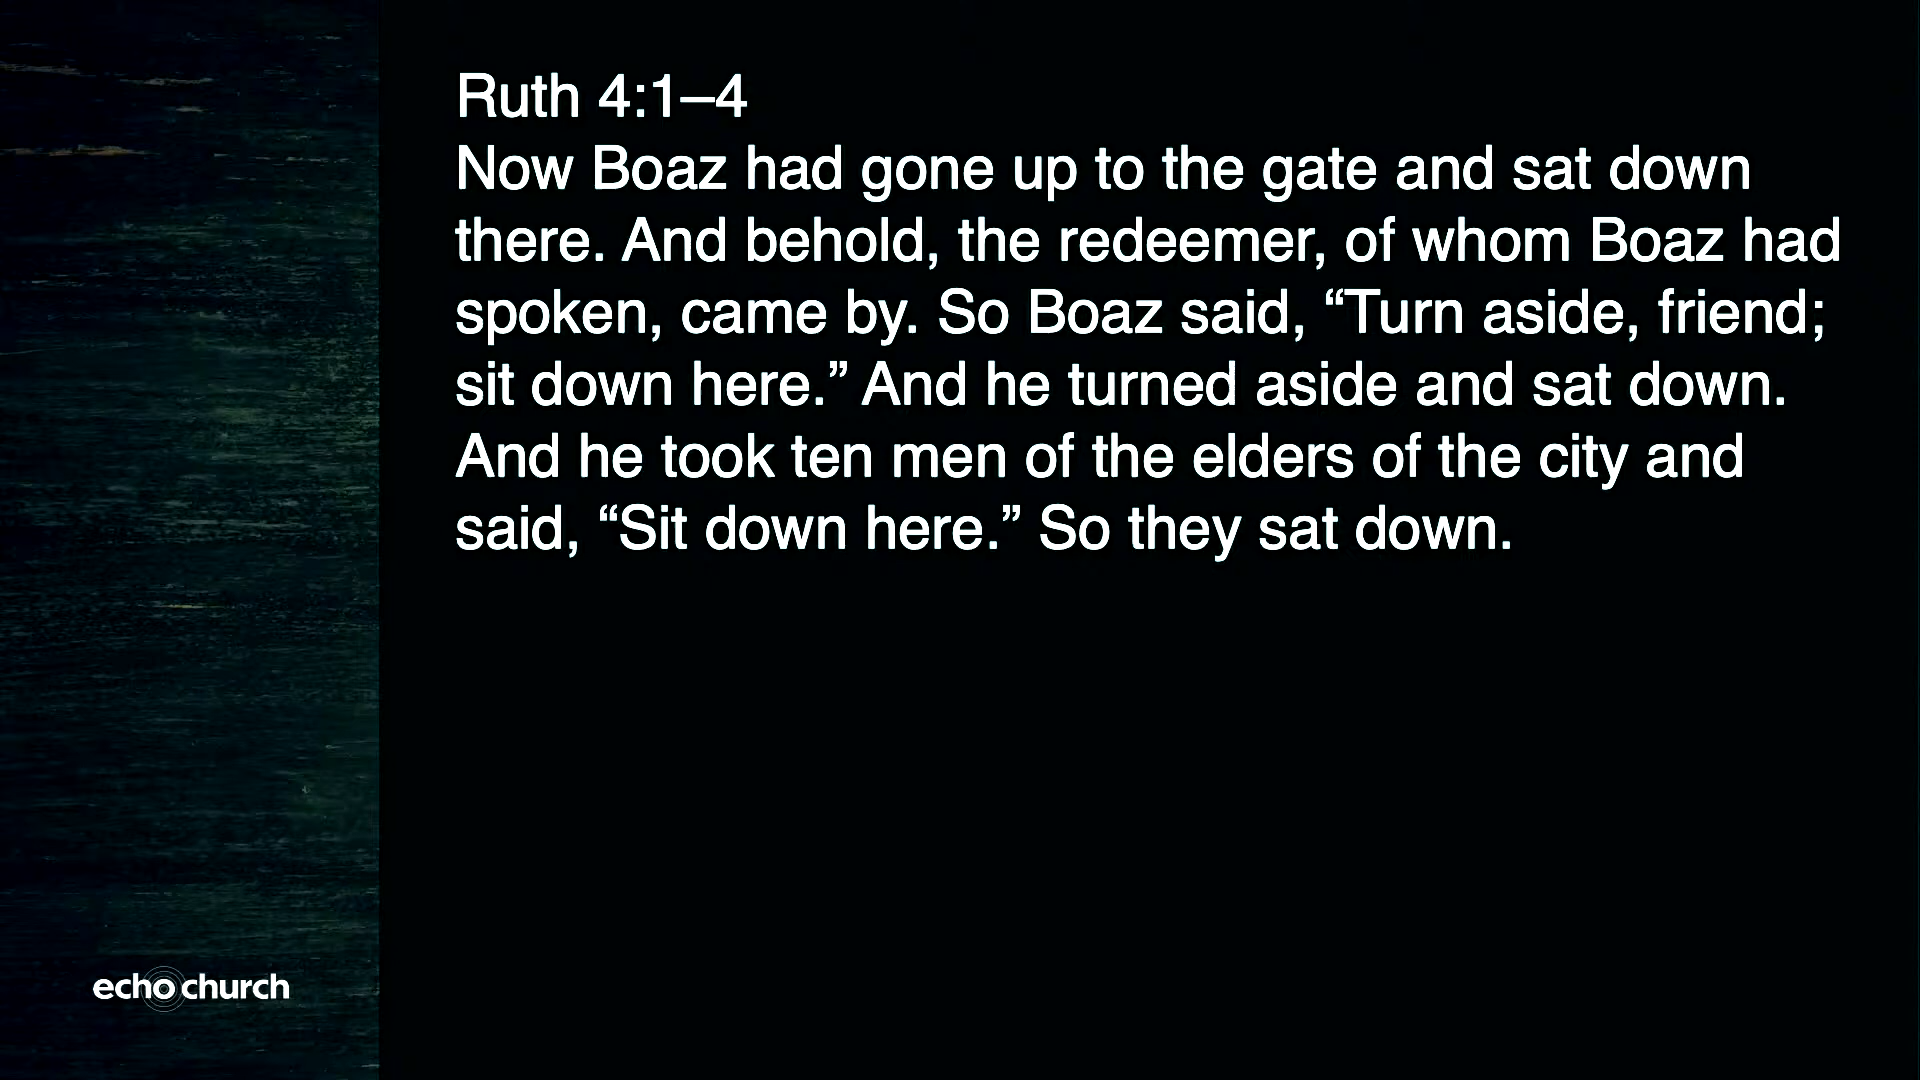 Ruth 4:1–4
Now Boaz had gone up to the gate and sat down
there. And behold, the redeemer, of whom Boaz had
spoken, came by. So Boaz said, “Turn aside, friend;
sit down here.” And he turned aside and sat down.
And he took ten men of the elders of the city and
said, “Sit down here.” So they sat down.
echo church